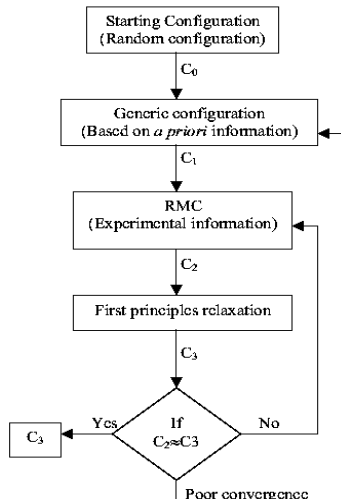 Starting Configuration
(Random configuration)
C0
Generic configuration
(Based on a priori information)
C1
RMC
(Experimental information)
C2
First principles relaxation
C3
Yes
If
No
C3
C2≈C3
Poor convergence